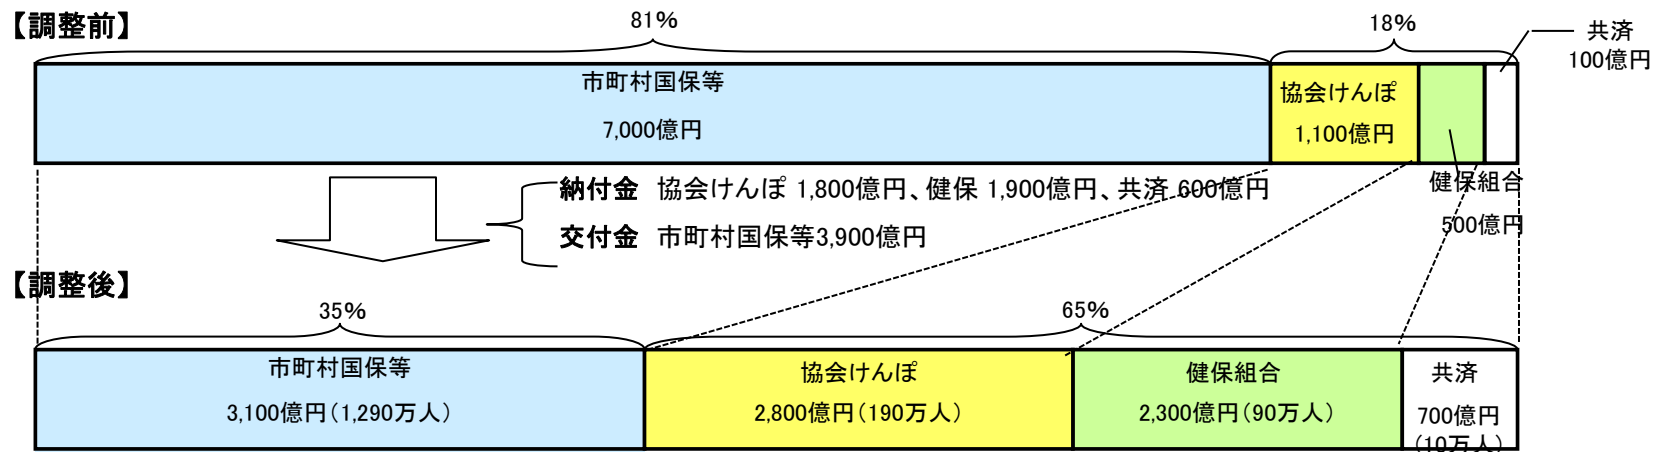 【調整前】
81%
18%
共済
100億円
市町村国保等
7,000億円
協会けんぽ
1,100億円
健保組合
500億円
納付金 協会けんぽ 1,800億円、健保 1,900億円、共済 600億円
交付金 市町村国保等3,900億円
【調整後】
35%
65%
市町村国保等
3,100億円(1,290万人)
協会けんぽ
2,800億円(190万人)
健保組合
2,300億円(90万人)
共済
700億円
(10万人)